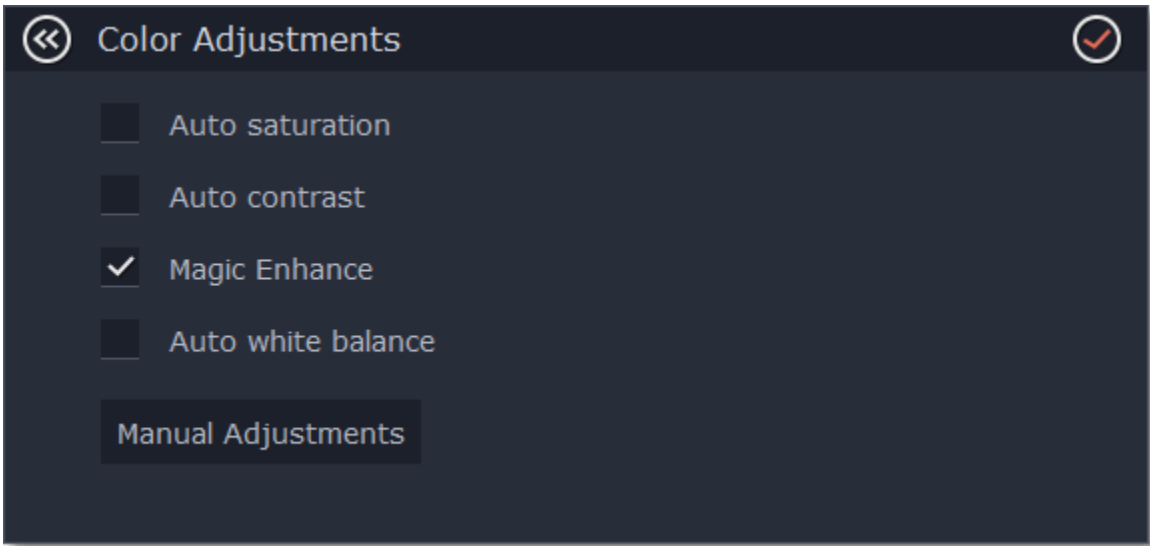 Color Adjustments
Auto saturation
Auto contrast
Magic Enhance
Auto white balance
Manual Adjustments